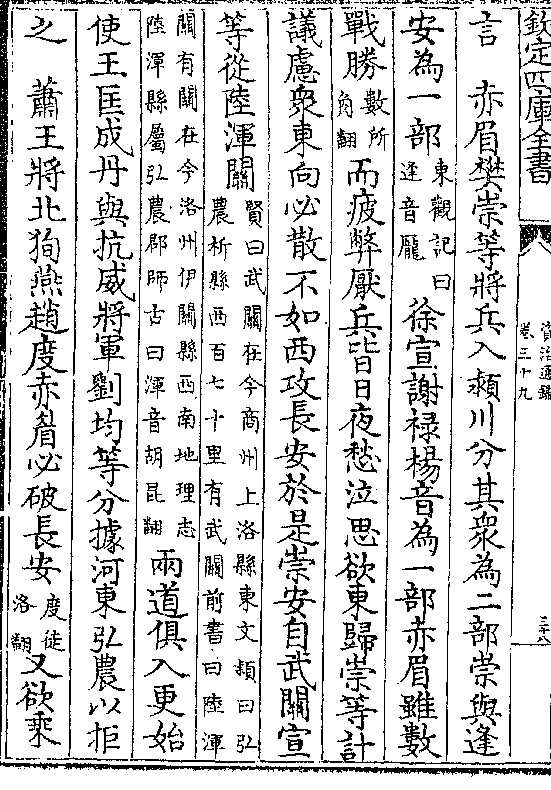 欽定四庫全書
資治通鑑
卷三十九
三十八
言　赤眉樊崇等將兵入潁川分其衆為二部崇與逢
安為一部東觀記曰逢音龎徐宣謝禄楊音為一部赤眉雖數
戰勝數所角翻而疲弊厭兵皆日夜愁泣思欲東歸崇等計
議慮衆東向必散不如西攻長安於是崇安自武關宣
等從陸渾關賢曰武關在今商州上洛縣東文穎曰弘農析縣西百七十里有武關前書曰陸渾
關有關在今洛州伊闕縣西南地理志陸渾縣屬弘農郡師古曰渾音胡昆翻兩道俱入更始
使王匡成丹與抗威將軍劉均等分據河東弘農以拒
之　蕭王將北狥燕趙度赤眉必破長安度徒洛翻又欲乘